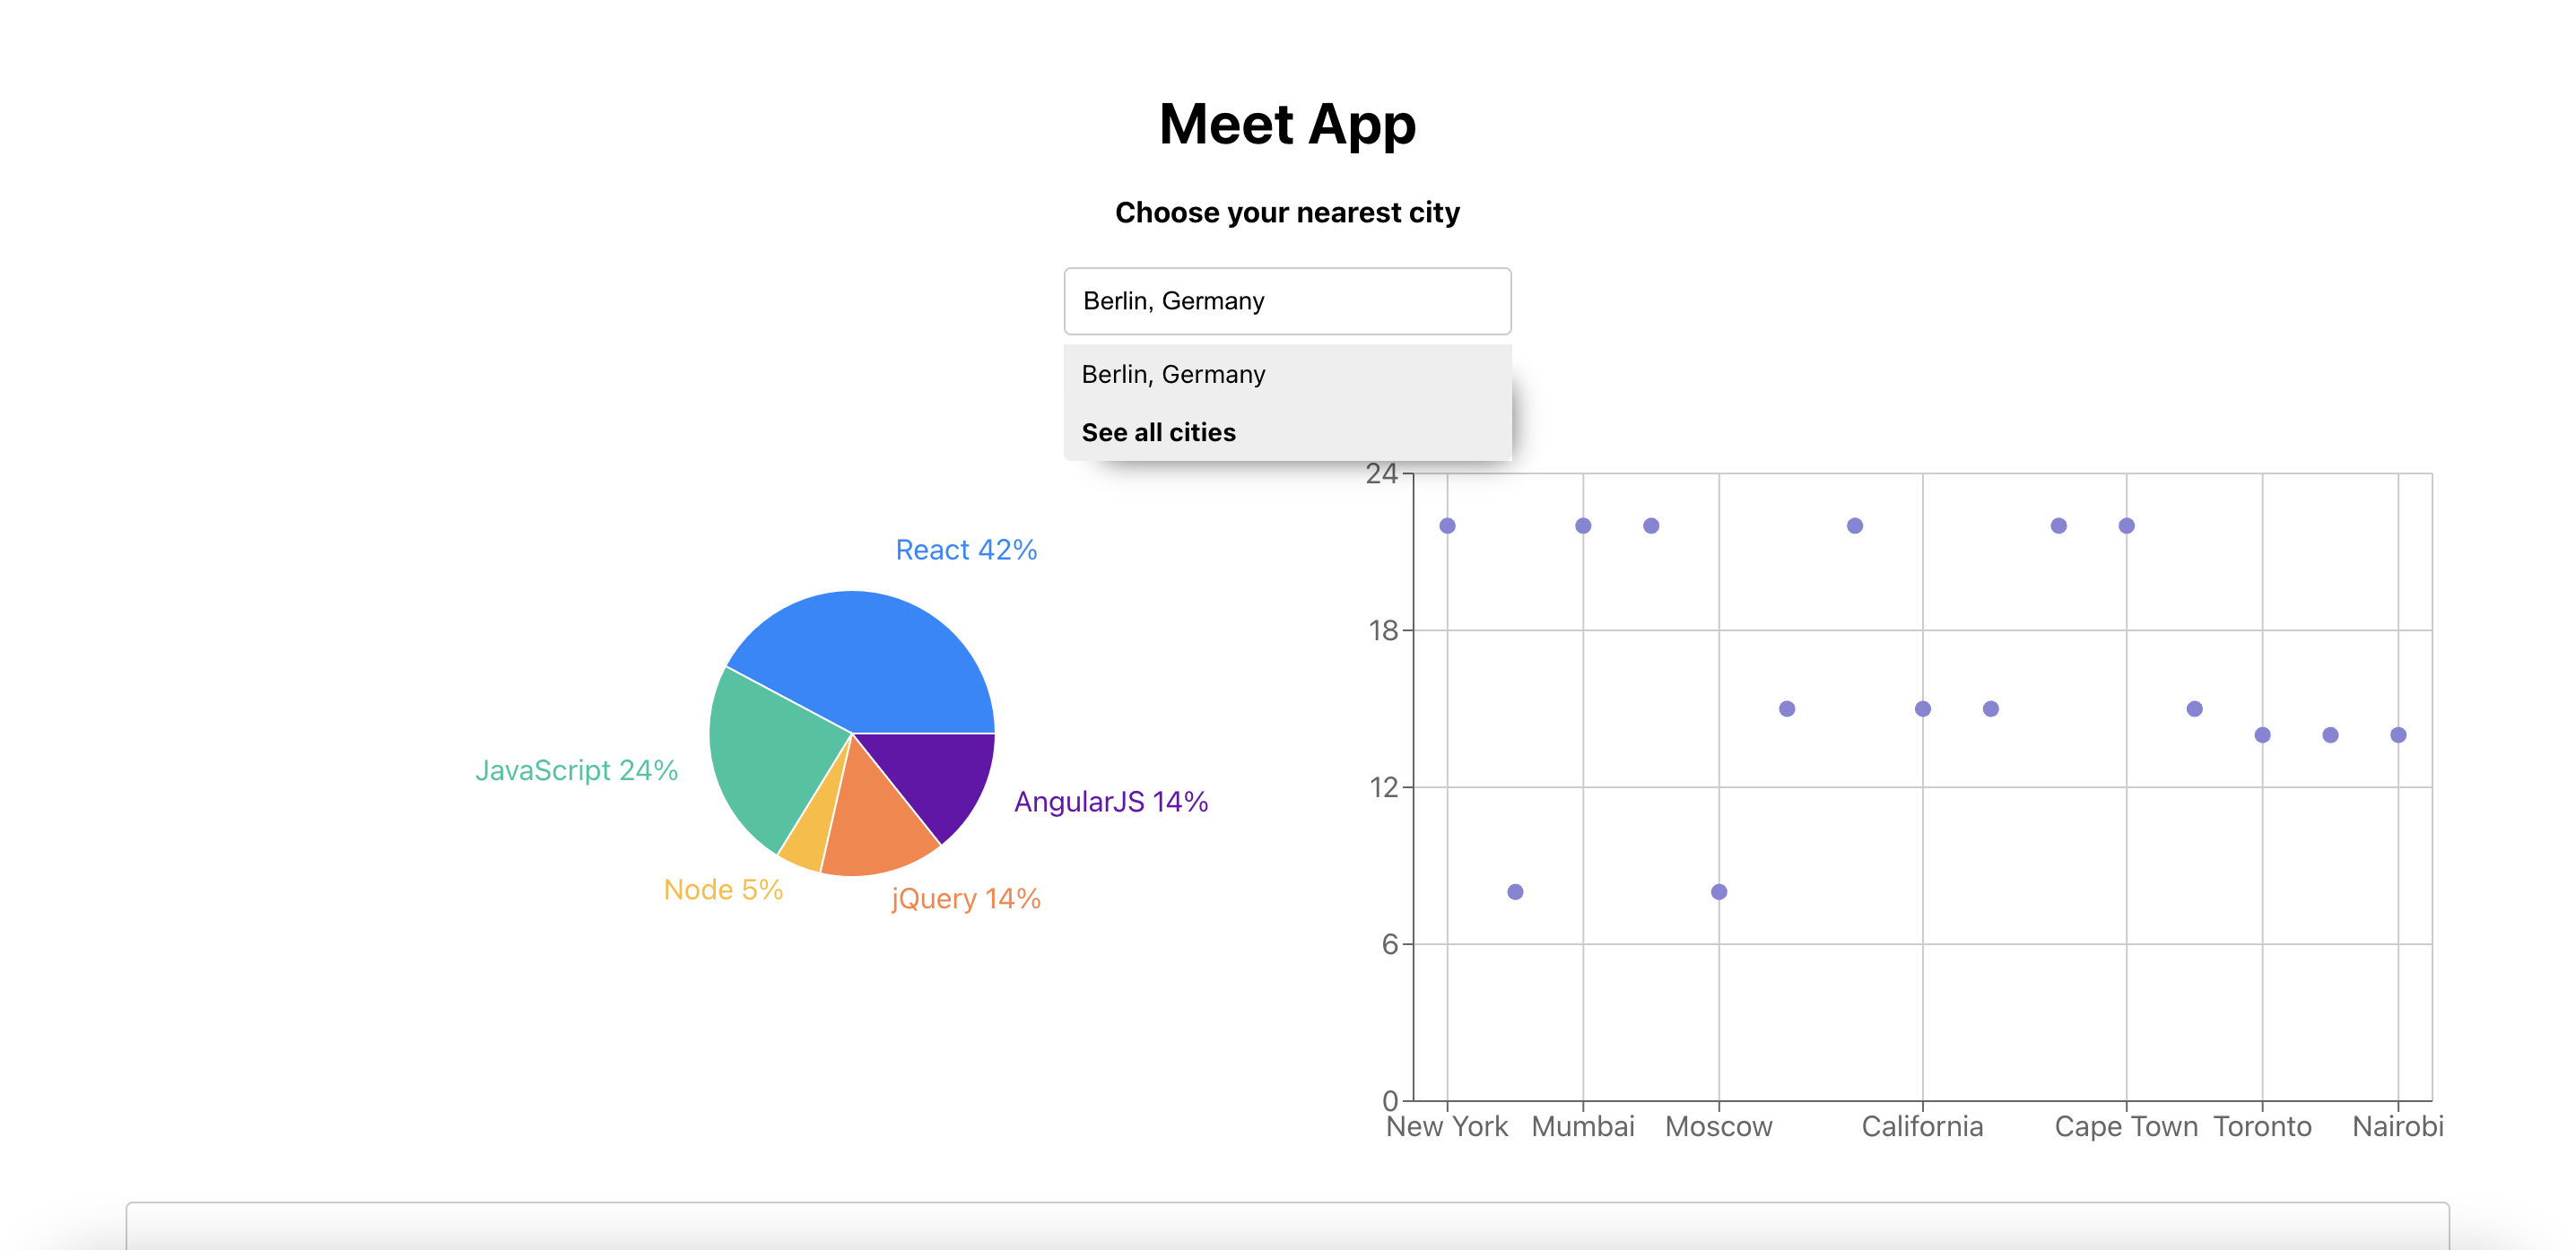 Meet App
Choose your nearest city
Berlin, Germany
Berlin, Germany
See all cities
React 42%
JavaScript 24%
AngularJS 14%
Node 5%
jQuery 14%
24
18
12
6
0
New York Mumbai Moscow California Cape Town Toronto Nairobi